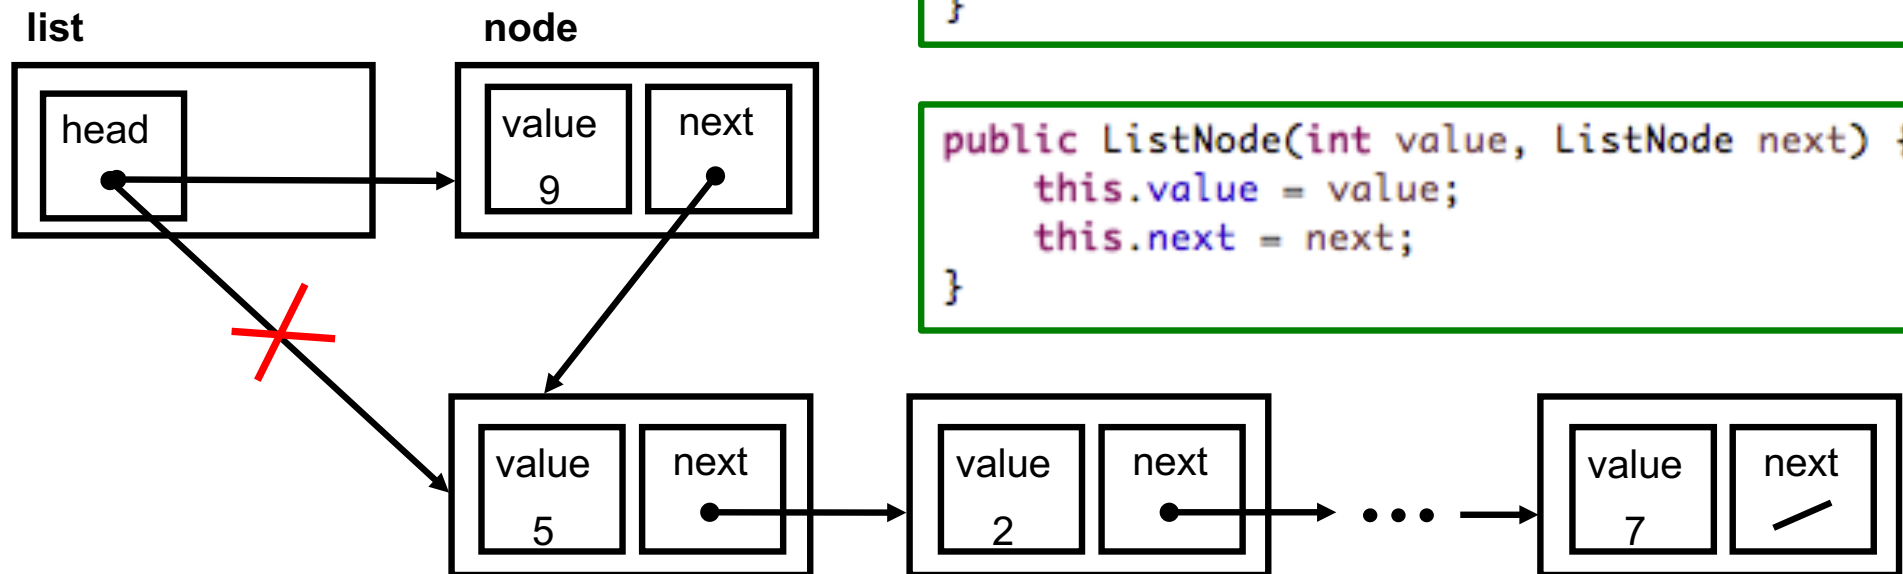 list
node
}
head
value
next
9
public ListNode(int value, ListNode next) {
this.value = value;
this.next = next;
}
value
next
5
value
next
2
...
value
next
7